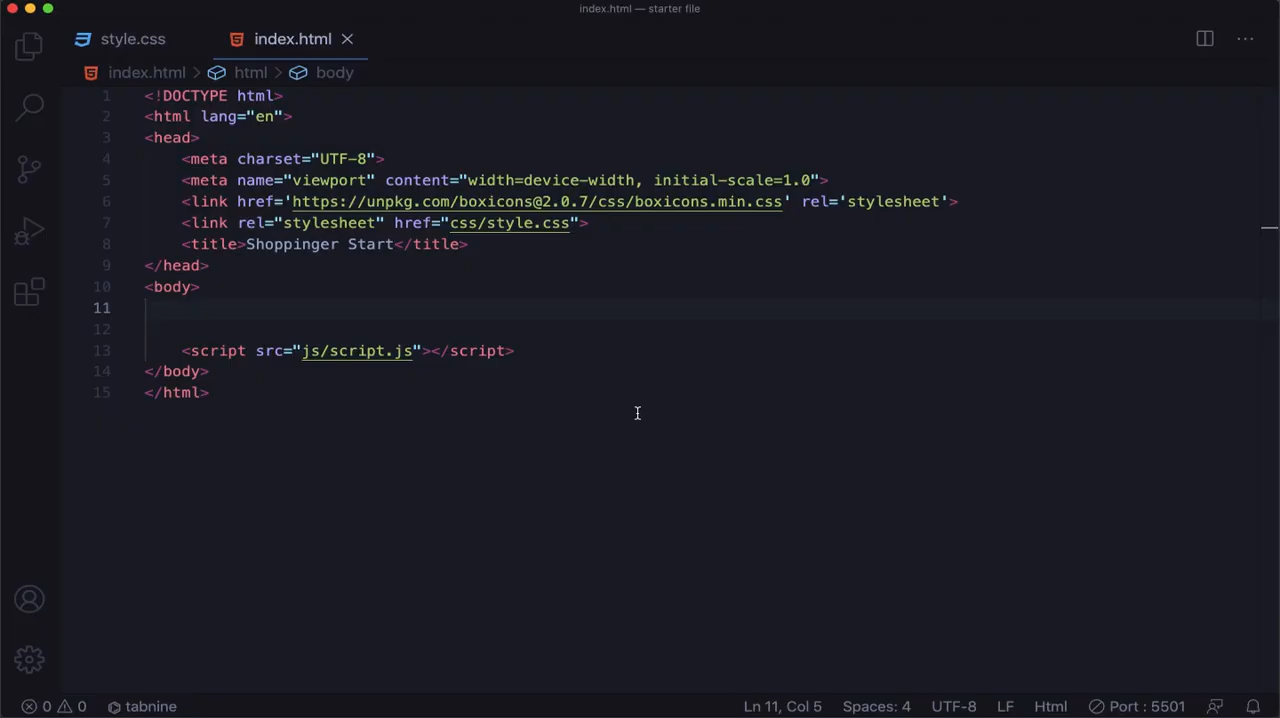 index.html — starter file
style.css index.html
index.html > html > body
1 <!DOCTYPE html>
2 <html lang="en">
3 <head>
4 <meta charset="UTF-8">
5 <meta name="viewport" content="width=device-width, initial-scale=1.0">
6 <link href='https://unpkg.com/boxicons@2.0.7/css/boxicons.min.css' rel='stylesheet'>
7 <link rel="stylesheet" href="css/style.css">
8 <title>Shoppinger Start</title>
9 </head>
10 <body>
11
12
13 <script src="js/script.js"></script>
14 </body>
15 </html>
0 0 tabnine Ln 11, Col 5 Spaces: 4 UTF-8 LF Html Port : 5501